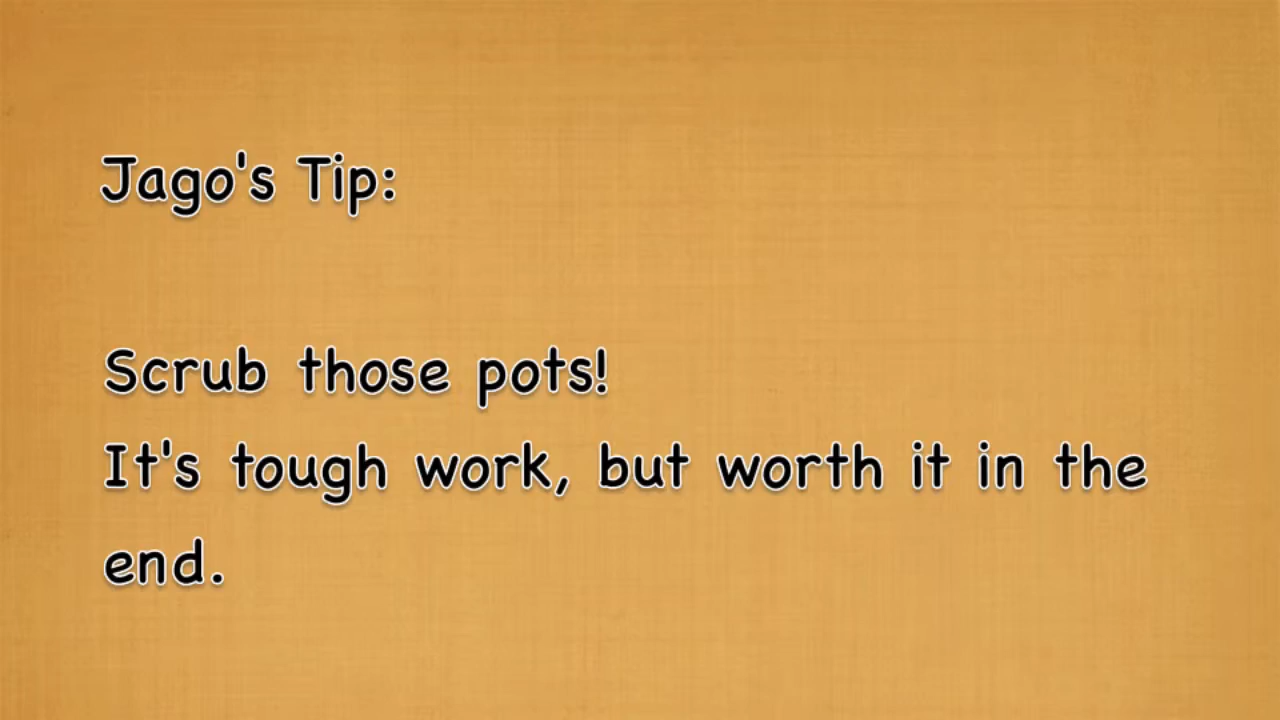 Jago's Tip:
Scrub those pots!
It's tough work, but worth it in the
end.